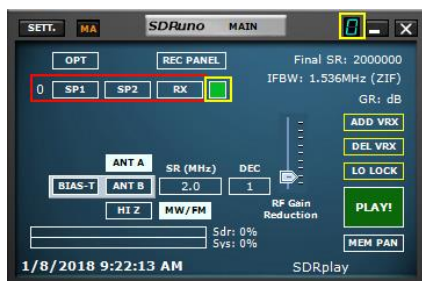 SETT. MA SDRuno MAIN 0 – X
OPT REC PANEL Final SR: 2000000
IFBW: 1.536MHz (ZIF)
0 SP1 SP2 RX GR: dB
ADD VRX
DEL VRX
ANT A SR (MHz) DEC LO LOCK
BIAS-T ANT B 2.0 1
HI Z MW/FM RF Gain
Reduction PLAY!
Sdr: 0%
Sys: 0% MEM PAN
1/8/2018 9:22:13 AM SDRplay